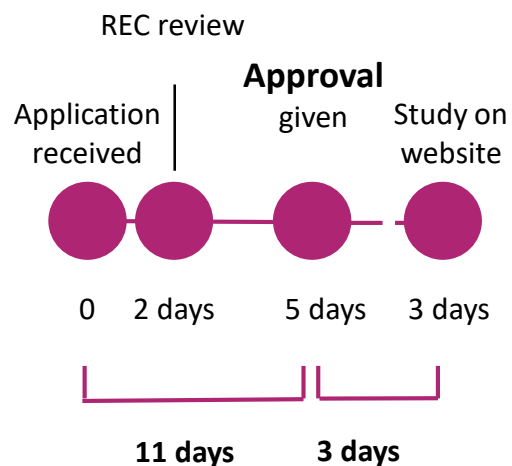 REC review
Approval
given
Application
received
Study on
website
0
2 days
5 days
3 days
11 days
3 days